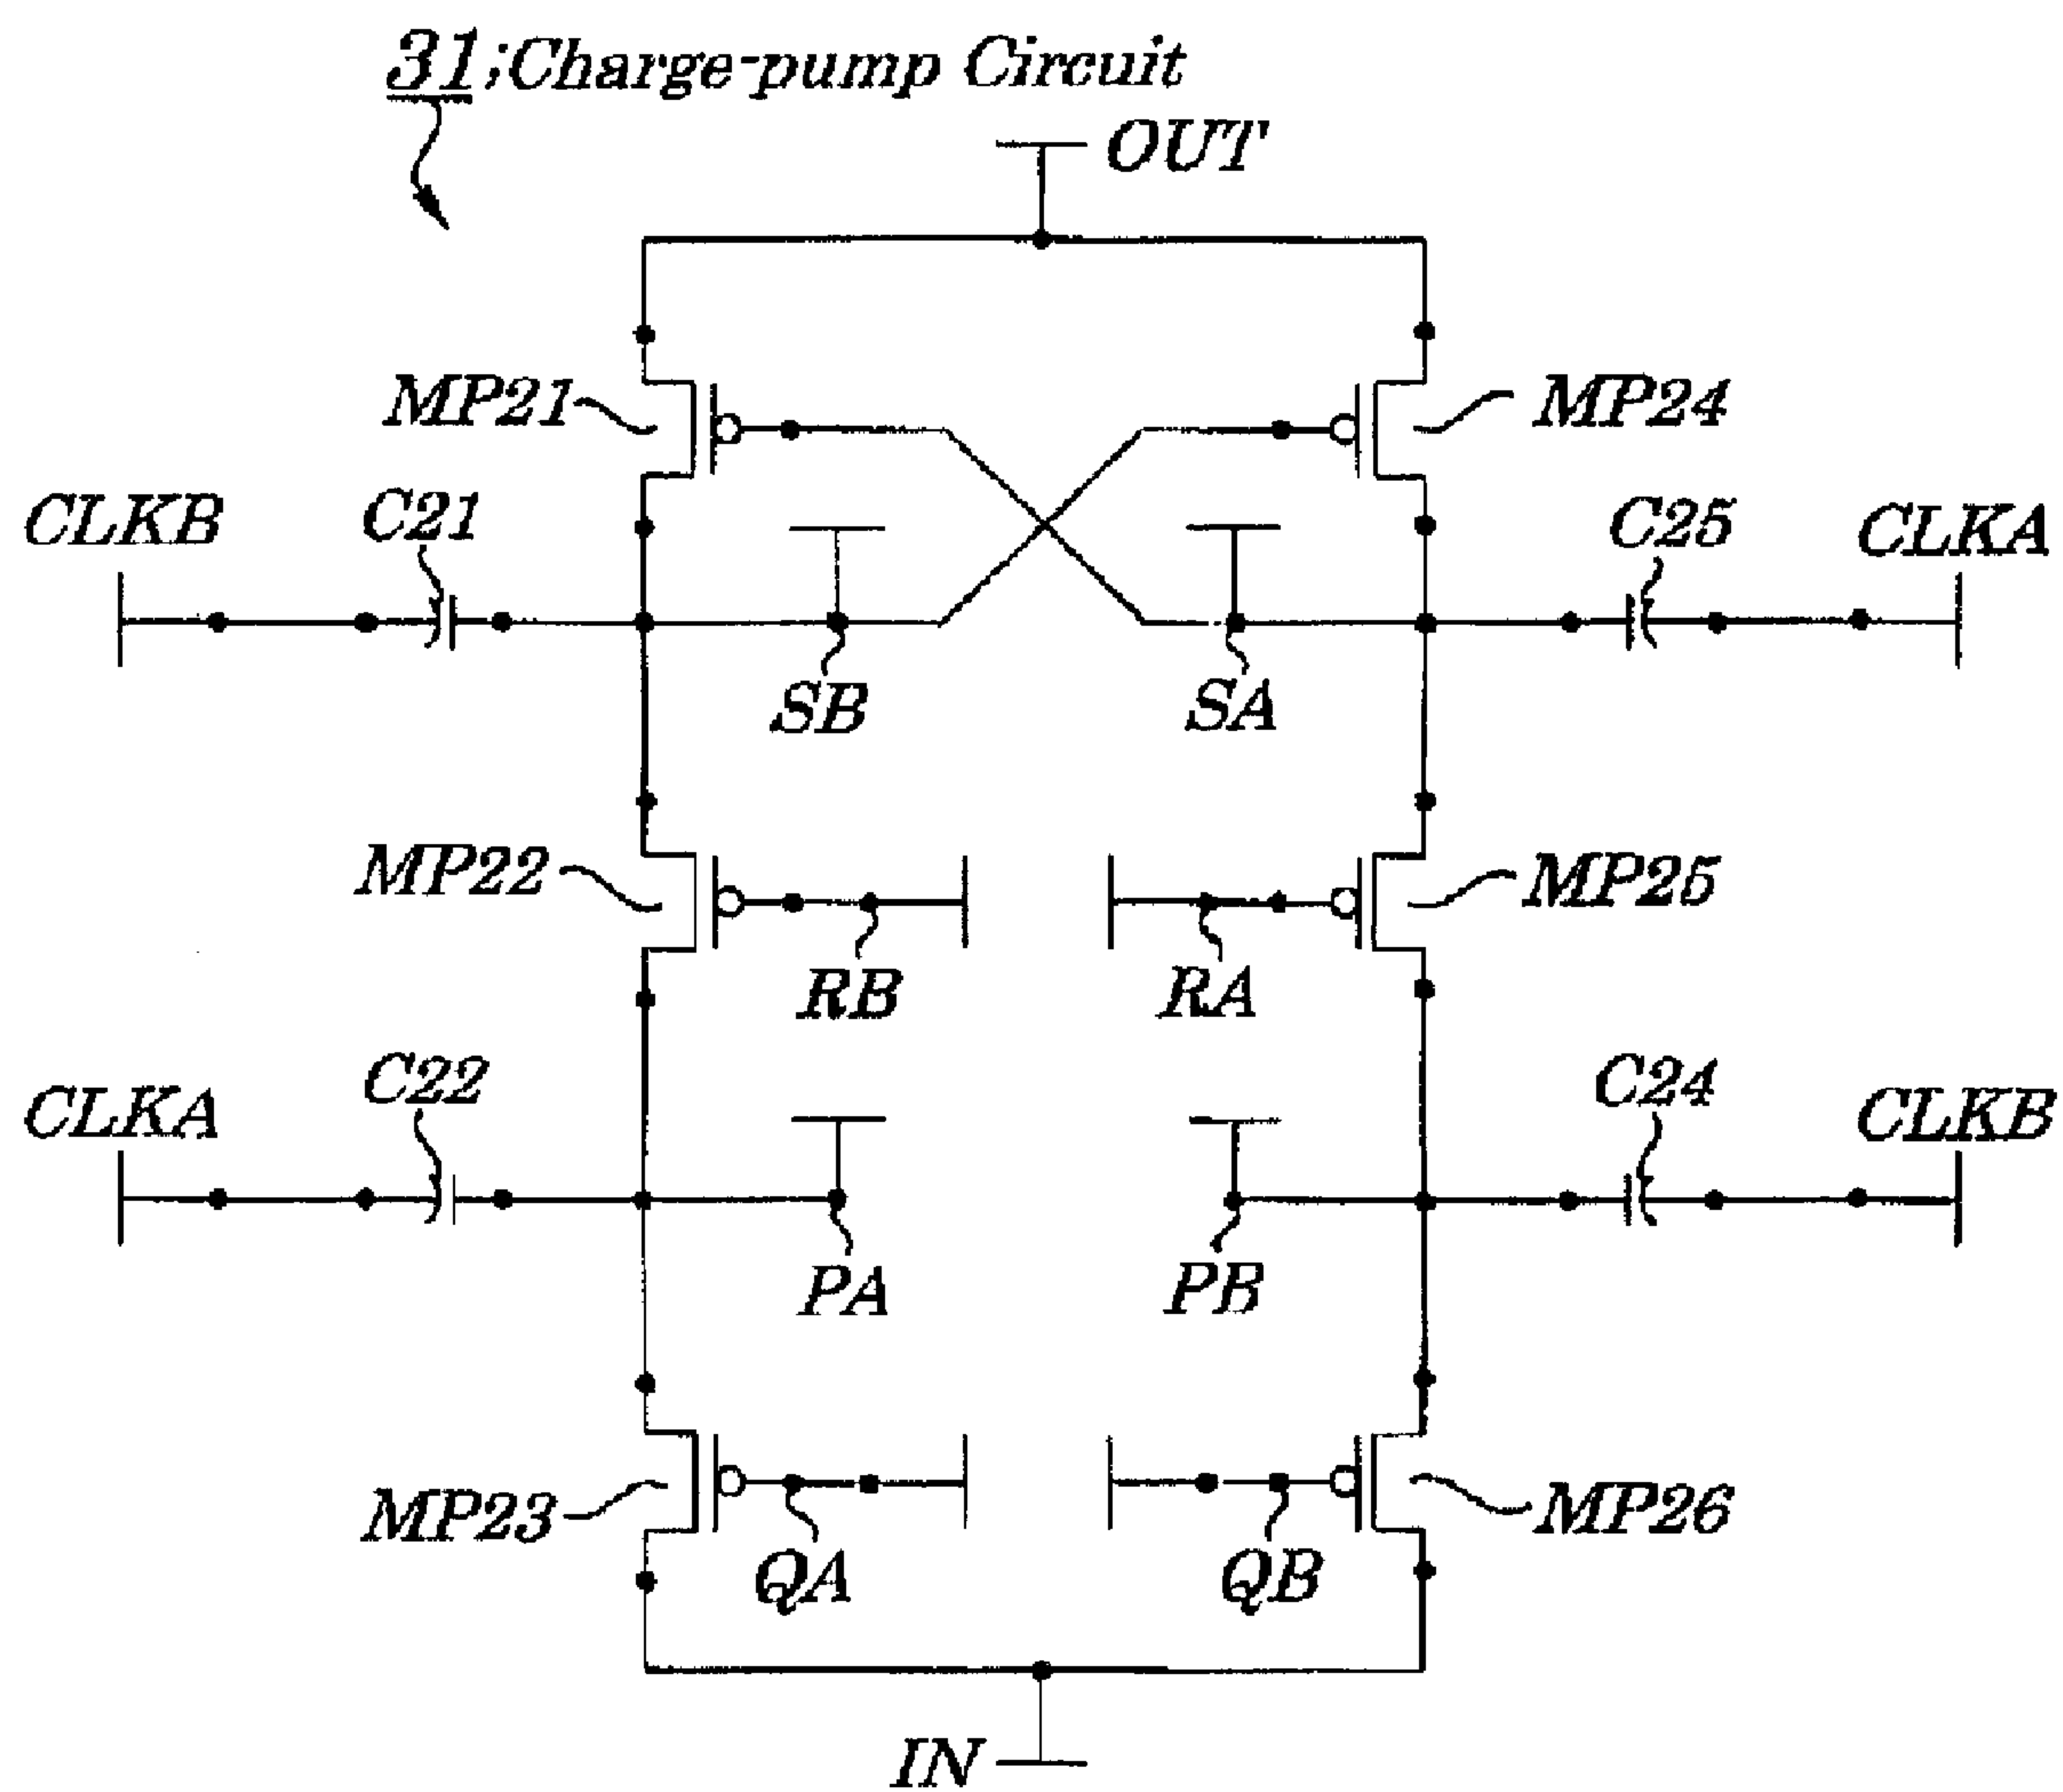 31;Charge-pump Circuit
OUT
MP21
MP24
CLKB
C21
C25
CLKA
SB
SA
MP22
MP25
RB
RA
CLKA
C22
C24
CLKB
PA
PB
MP23
QA
QB
MP26
IN